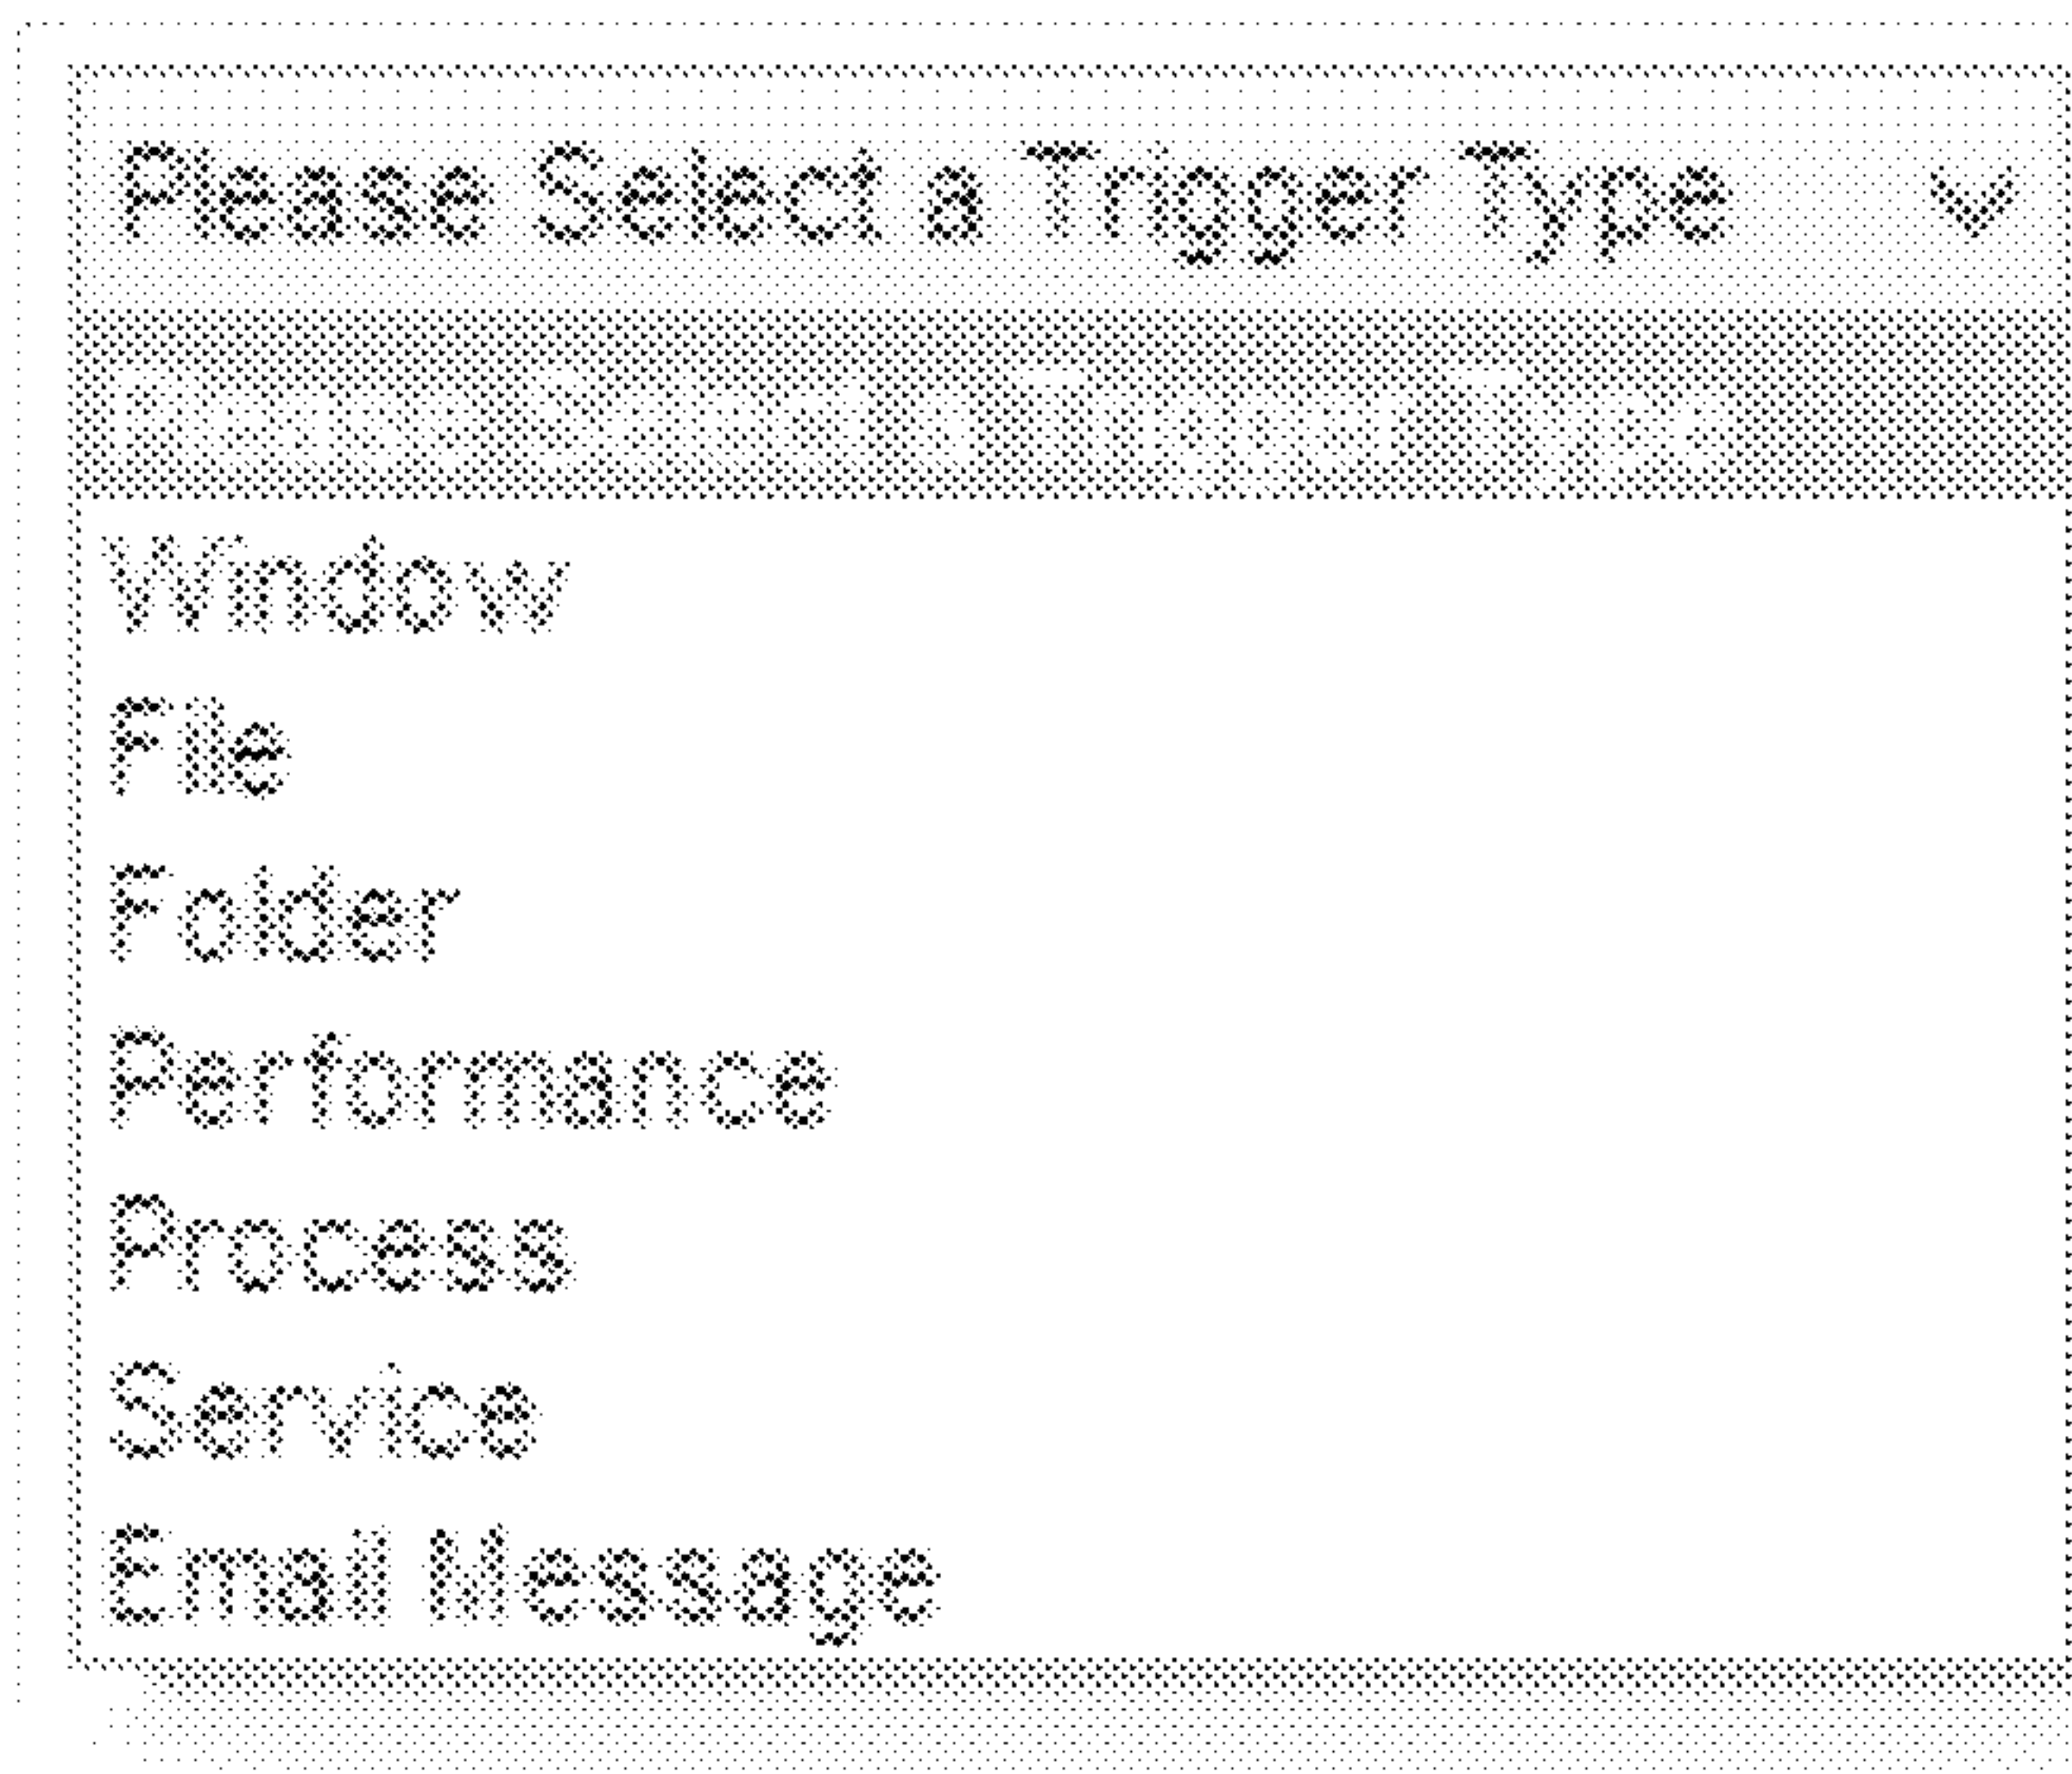 Please Select a Trigger Type
Window
File
Folder
Performance
Process
Service
Email Message